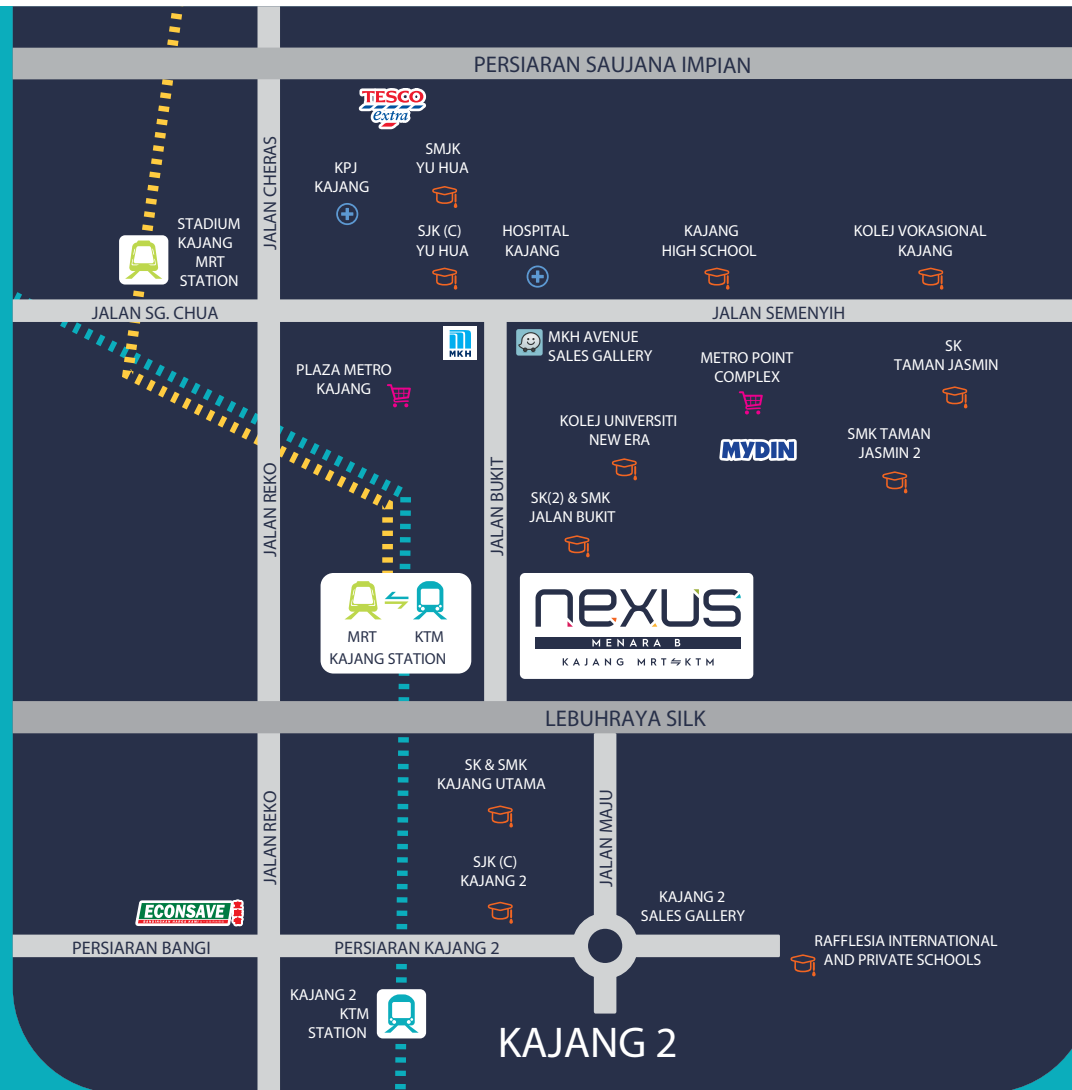 PERSIARAN SAUJANA IMPIAN
TESCO
extra
JALAN CHERAS
KPJ
KAJANG
SMJK
YU HUA
STADIUM
KAJANG
MRT
STATION
SJK (C)
YU HUA
HOSPITAL
KAJANG
KAJANG
HIGH SCHOOL
KOLEJ VOKASIONAL
KAJANG
JALAN SG. CHUA
JALAN SEMENYIH
MKH
MKH AVENUE
SALES GALLERY
PLAZA METRO
KAJANG
METRO POINT
COMPLEX
SK
TAMAN JASMIN
KOLEJ UNIVERSITI
NEW ERA
MYDIN
SMK TAMAN
JASMIN 2
JALAN REKO
JALAN BUKIT
SK(2) & SMK
JALAN BUKIT
MRT
KTM
KAJANG STATION
nexus
MENARA B
KAJANG MRT⇋KTM
LEBUHRAYA SILK
SK & SMK
KAJANG UTAMA
JALAN REKO
JALAN MAJU
SJK (C)
KAJANG 2
ECONSAVE
KAJANG 2
SALES GALLERY
PERSIARAN BANGI
PERSIARAN KAJANG 2
RAFFLESIA INTERNATIONAL
AND PRIVATE SCHOOLS
KAJANG 2
KTM
STATION
KAJANG 2